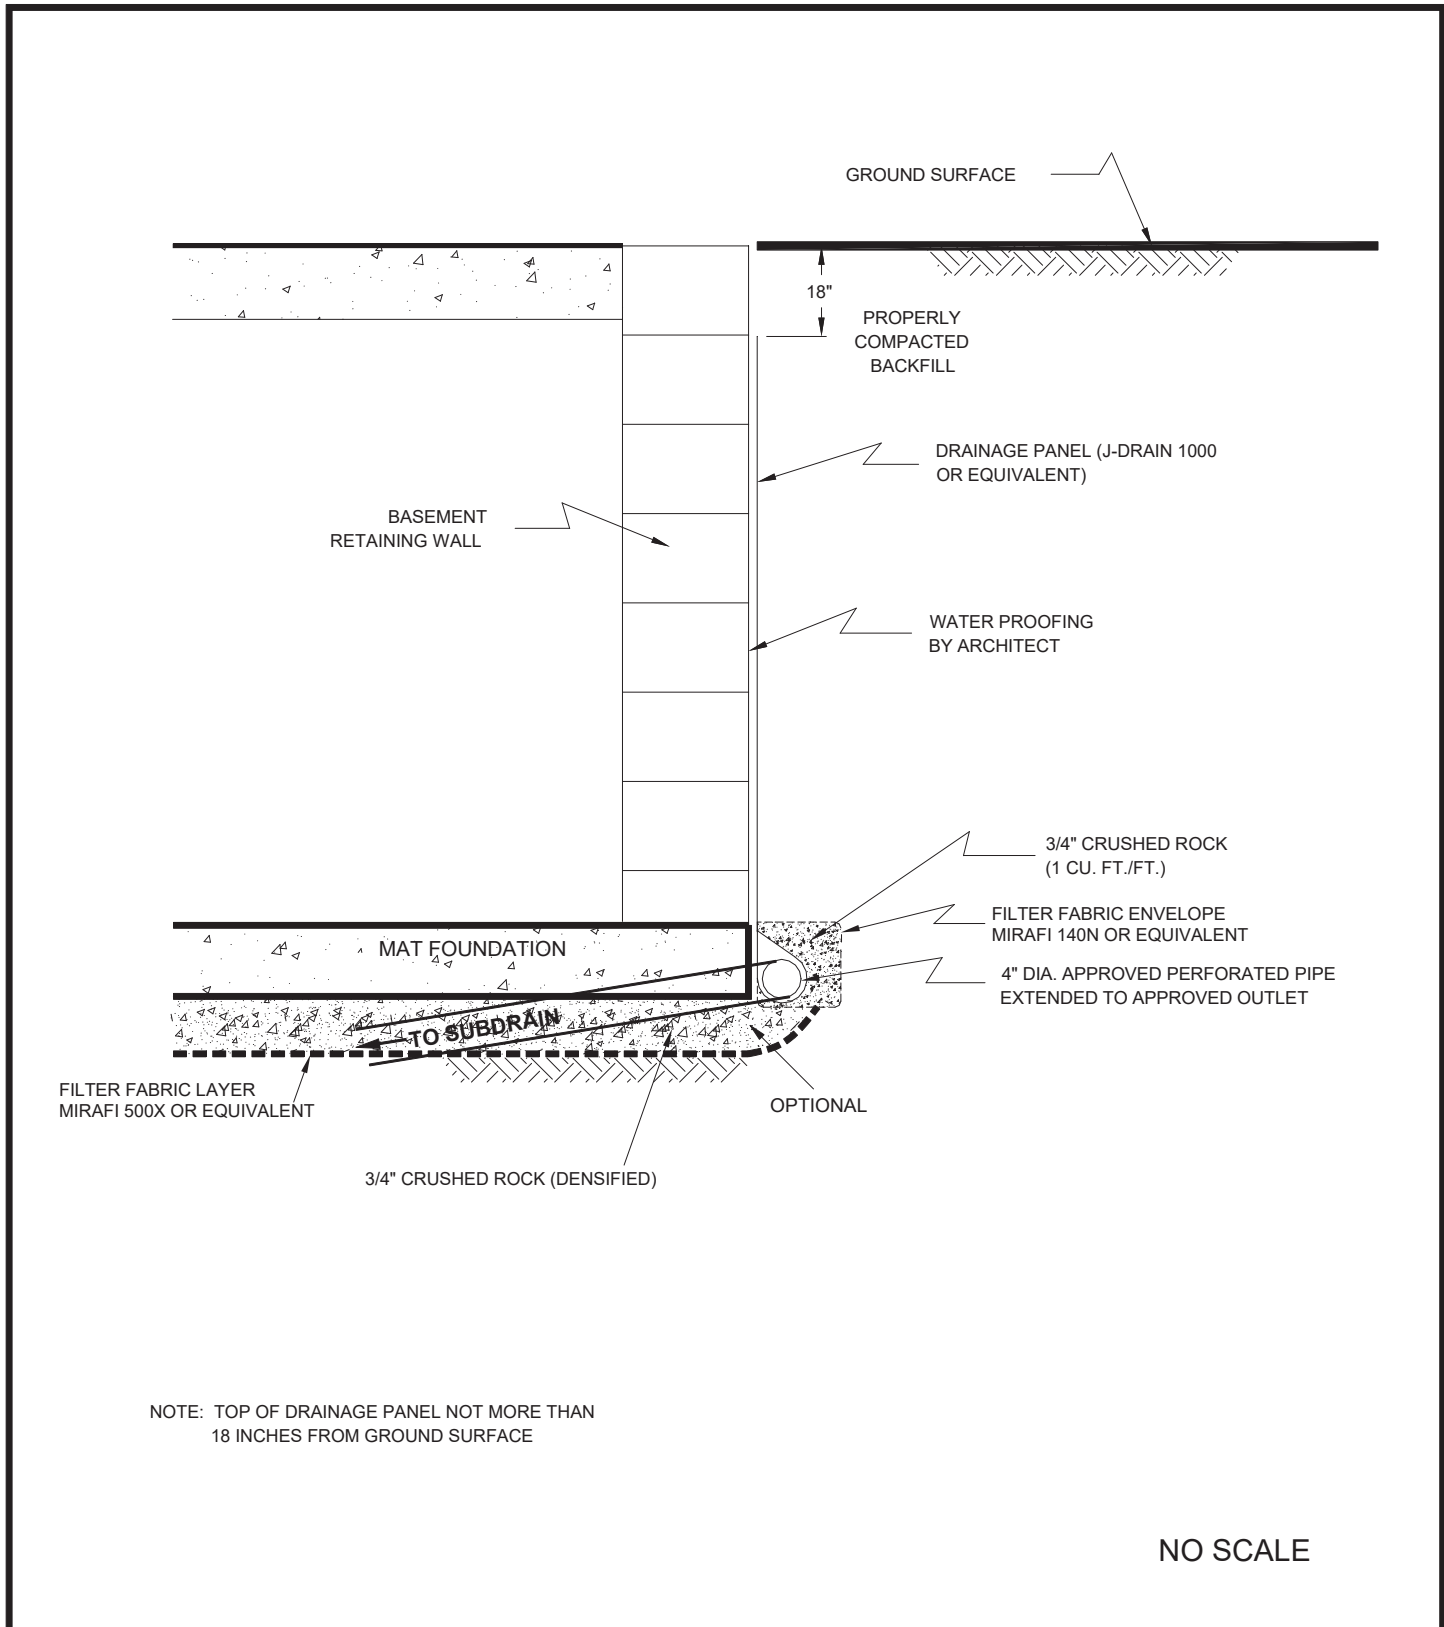 GROUND SURFACE
18"
PROPERLY
COMPACTED
BACKFILL
DRAINAGE PANEL (J-DRAIN 1000
OR EQUIVALENT)
BASEMENT
RETAINING WALL
WATER PROOFING
BY ARCHITECT
3/4" CRUSHED ROCK
(1 CU. FT./FT.)
FILTER FABRIC ENVELOPE
MIRAFI 140N OR EQUIVALENT
MAT FOUNDATION
4" DIA. APPROVED PERFORATED PIPE
EXTENDED TO APPROVED OUTLET
TO SUBDRAIN
FILTER FABRIC LAYER
MIRAFI 500X OR EQUIVALENT
OPTIONAL
3/4" CRUSHED ROCK (DENSIFIED)
NOTE: TOP OF DRAINAGE PANEL NOT MORE THAN
18 INCHES FROM GROUND SURFACE
NO SCALE